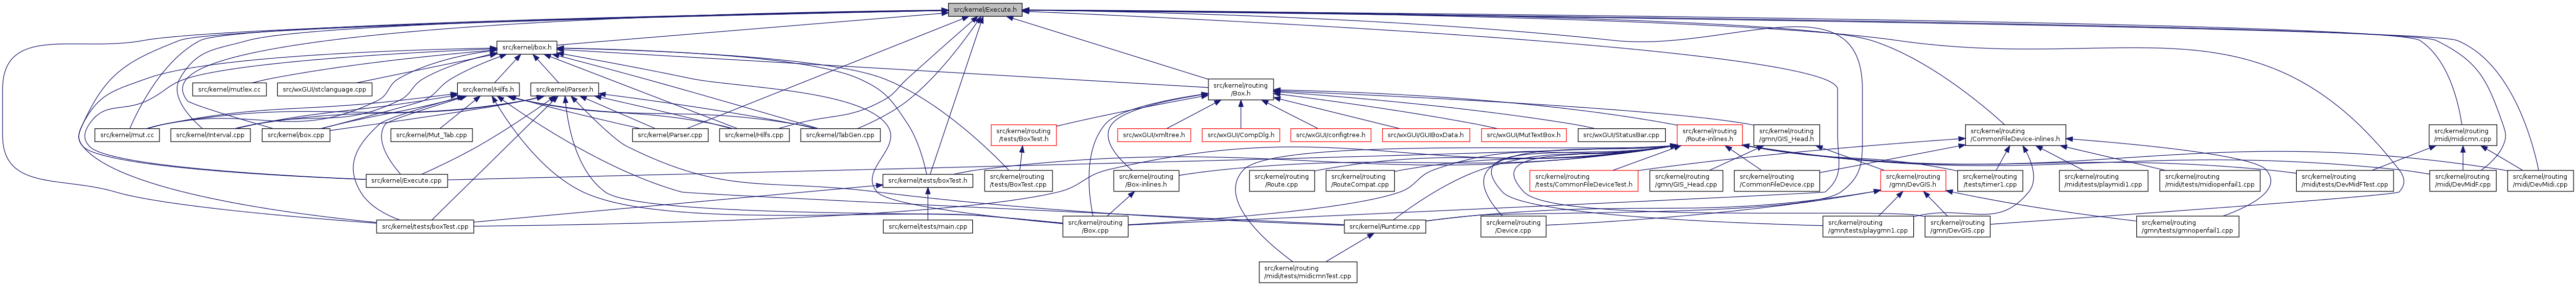 src/kernel/Execute.h
src/kernel/box.h
src/kernel/mutlex.cc
src/wxGUI/stclanguage.cpp
src/kernel/Hilfs.h
src/kernel/Parser.h
src/kernel/routing
/Box.h
src/kernel/mut.cc
src/kernel/Interval.cpp
src/kernel/box.cpp
src/kernel/Mut_Tab.cpp
src/kernel/Parser.cpp
src/kernel/Hilfs.cpp
src/kernel/TabGen.cpp
src/kernel/routing
/tests/BoxTest.h
src/wxGUI/xmltree.h
src/wxGUI/CompDlg.h
src/wxGUI/configtree.h
src/wxGUI/GUIBoxData.h
src/wxGUI/MutTextBox.h
src/wxGUI/StatusBar.cpp
src/kernel/routing
/Route-inlines.h
src/kernel/routing
/gmn/GIS_Head.h
src/kernel/routing
/CommonFileDevice-inlines.h
src/kernel/routing
/midi/midicmn.cpp
src/kernel/Execute.cpp
src/kernel/tests/boxTest.h
src/kernel/routing
/tests/BoxTest.cpp
src/kernel/routing
/Box-inlines.h
src/kernel/routing
/Route.cpp
src/kernel/routing
/RouteCompat.cpp
src/kernel/routing
/tests/CommonFileDeviceTest.h
src/kernel/routing
/gmn/GIS_Head.cpp
src/kernel/routing
/CommonFileDevice.cpp
src/kernel/routing
/gmn/DevGIS.h
src/kernel/routing
/tests/timer1.cpp
src/kernel/routing
/midi/tests/playmidi1.cpp
src/kernel/routing
/midi/tests/midiopenfail1.cpp
src/kernel/routing
/midi/tests/DevMidFTest.cpp
src/kernel/routing
/midi/DevMidF.cpp
src/kernel/routing
/midi/DevMidi.cpp
src/kernel/tests/boxTest.cpp
src/kernel/tests/main.cpp
src/kernel/routing
/Box.cpp
src/kernel/Runtime.cpp
src/kernel/routing
/Device.cpp
src/kernel/routing
/gmn/tests/playgmn1.cpp
src/kernel/routing
/gmn/DevGIS.cpp
src/kernel/routing
/gmn/tests/gmnopenfail1.cpp
src/kernel/routing
/midi/tests/midicmnTest.cpp